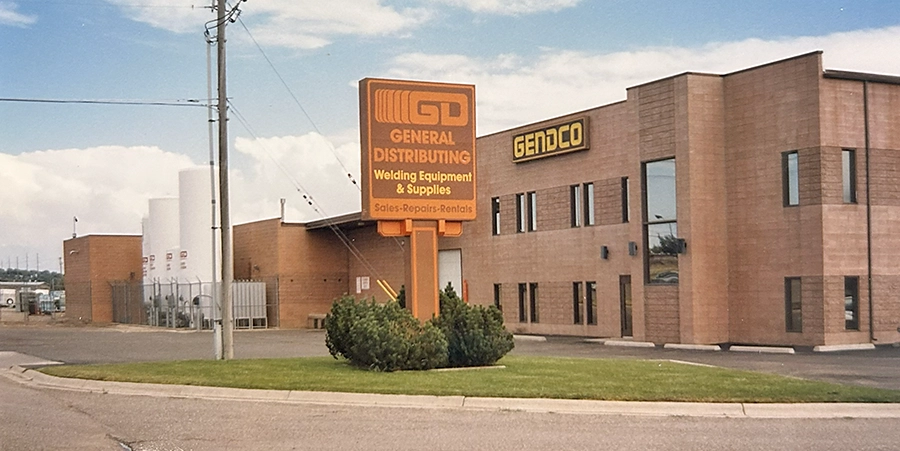 GD
GENERAL
DISTRIBUTING
Welding Equipment
& Supplies
Sales-Repairs-Rentals
GENDCO